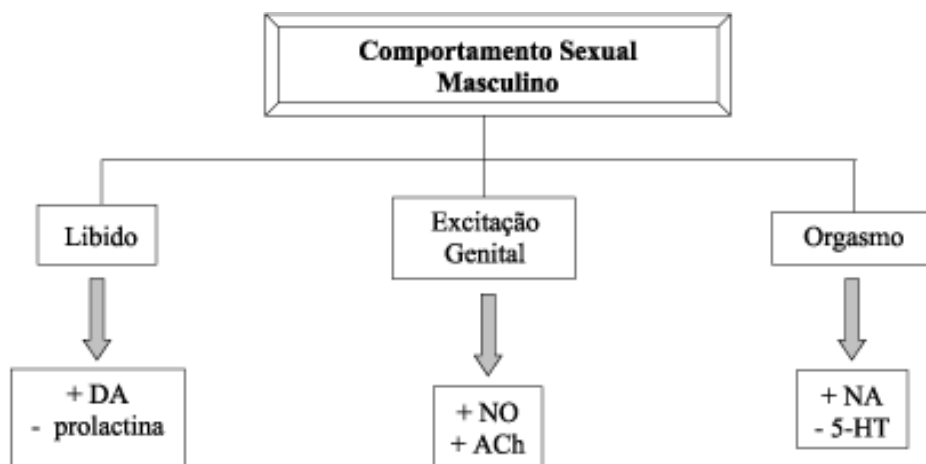 Comportamento Sexual
Masculino
Libido
Excitação
Genital
Orgasmo
+ DA
- prolactina
+ NO
+ ACh
+ NA
- 5-HT